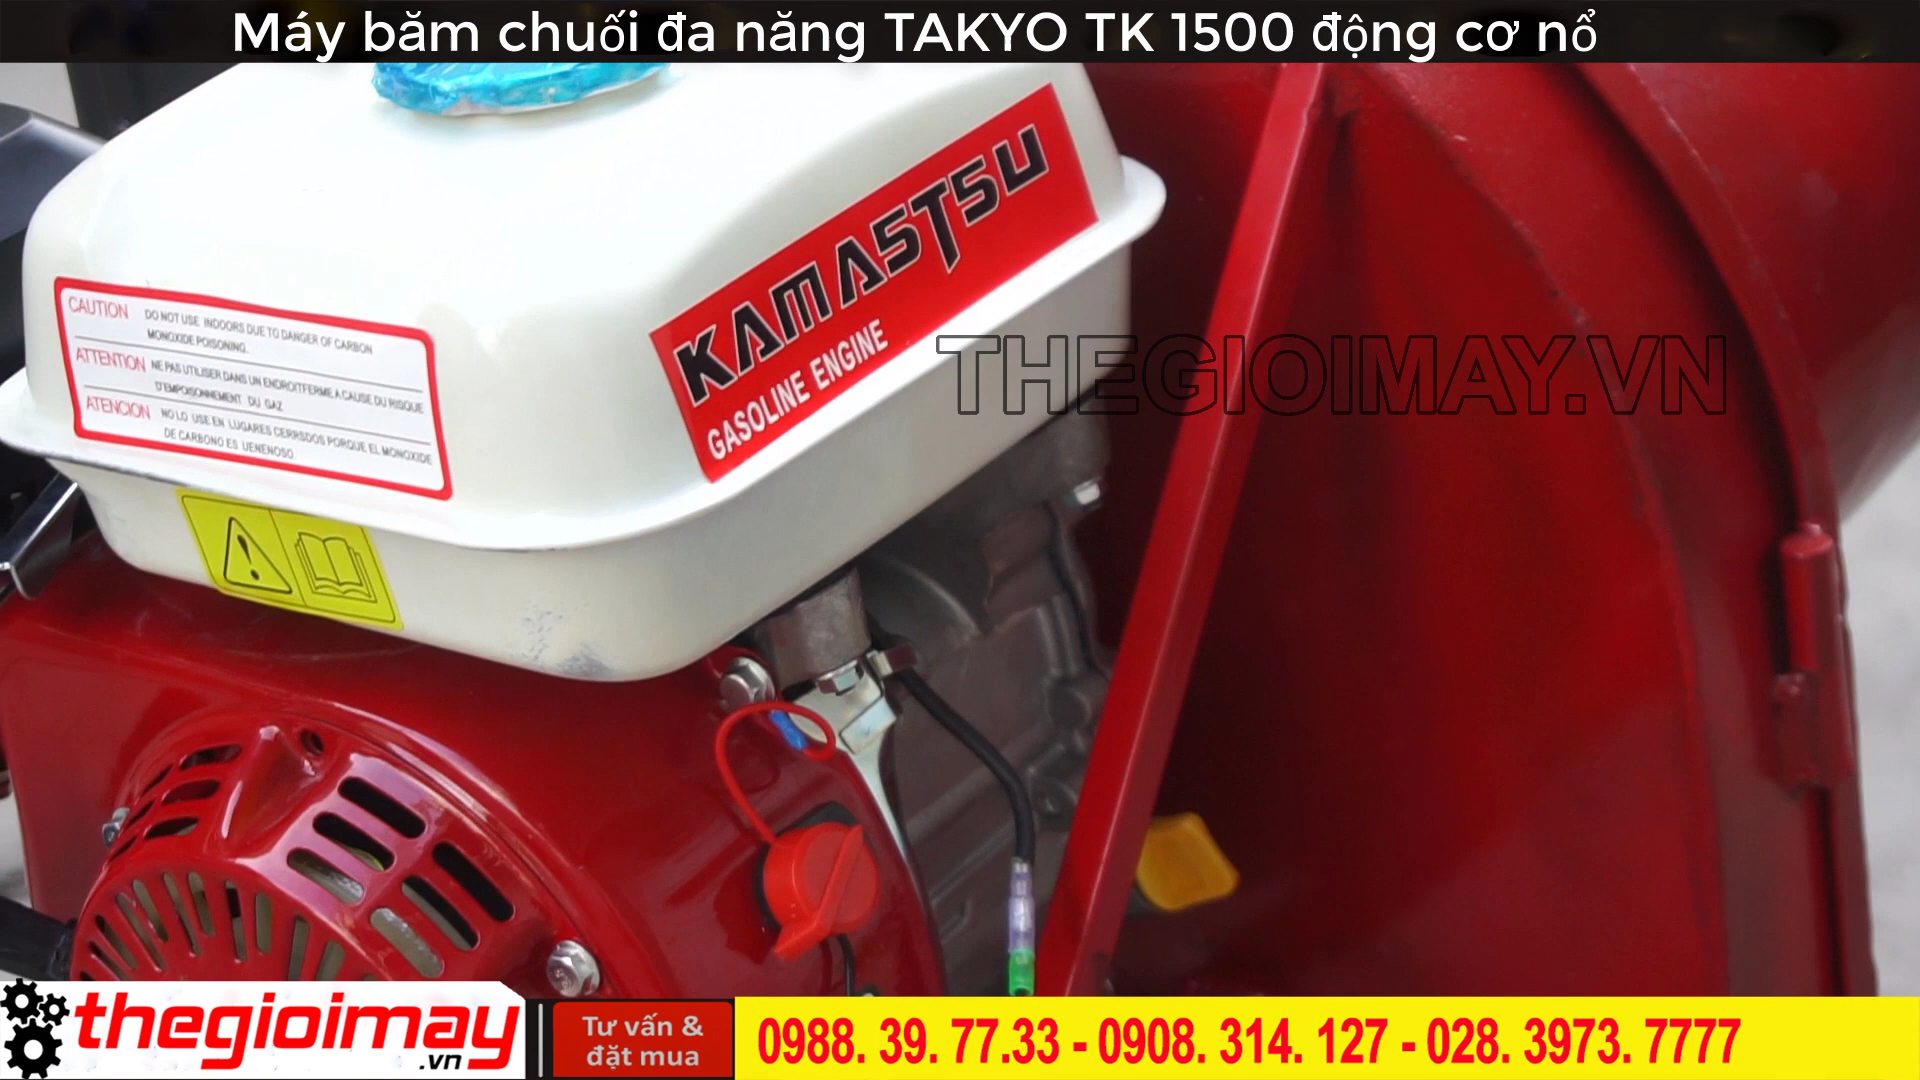 Máy băm chuối đa năng TAKYO TK 1500 động cơ nổ
KAMASTSU
GASOLINE ENGINE
THEGIOIMAY.VN
CAUTION DO NOT USE INDOORS DUE TO DANGER OF CARBON
MONOXIDE POISONING.
ATTENTION NE PAS UTILISER DANS UN ENDROITFERME A CAUSE DU RISQUE
D'EMPOISONNEMENT DU GAZ
ATENCION NO LO USE EN LUGARES CERRSDOS PORQUE EL MONOXIDE
DE CARBONO ES UENENOSO.
thegioimay
.vn
Tư vấn &
đặt mua
0988. 39. 77.33 - 0908. 314. 127 - 028. 3973. 7777